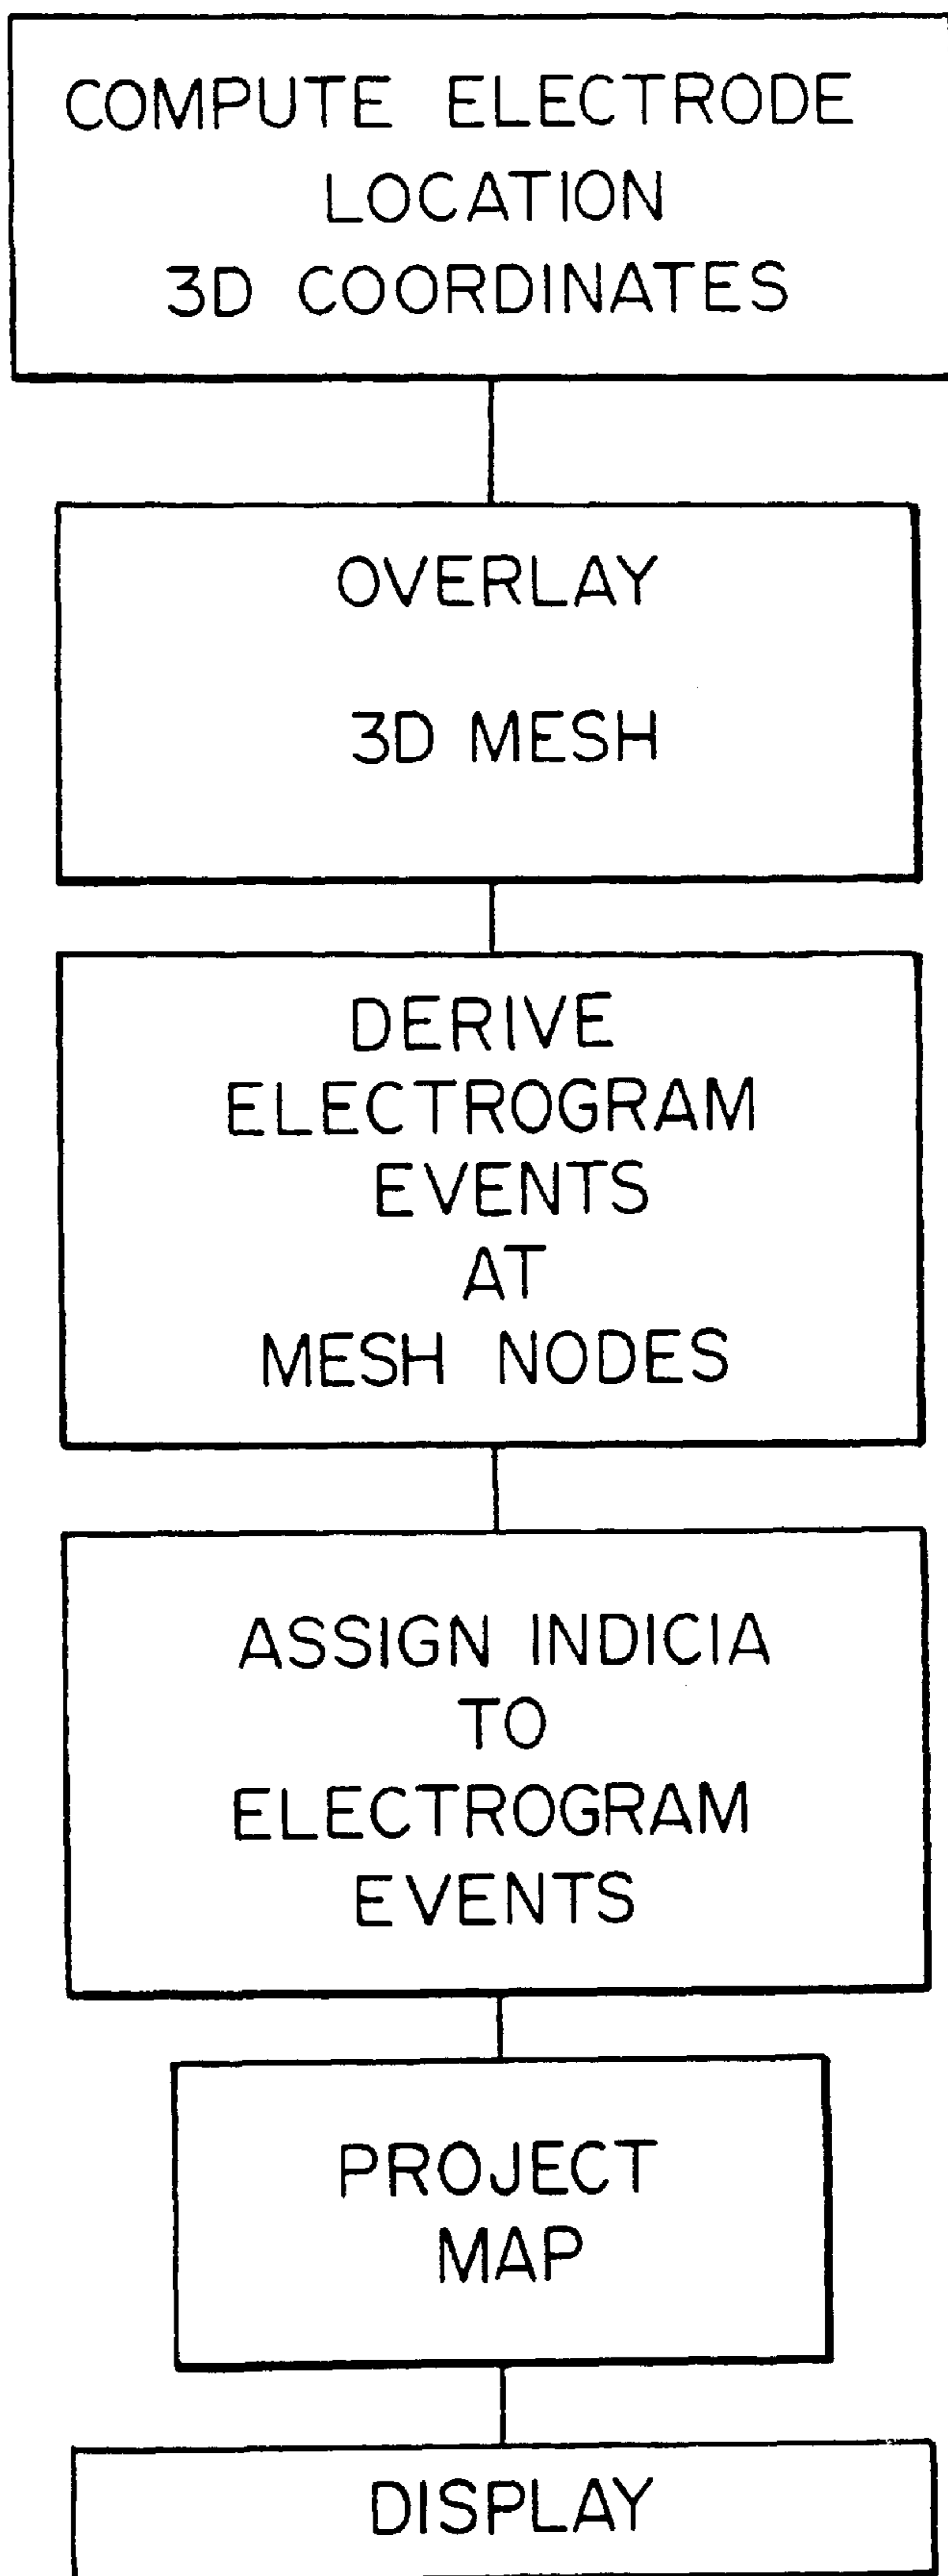 COMPUTE ELECTRODE
LOCATION
3D COORDINATES
OVERLAY
3D MESH
DERIVE
ELECTROGRAM
EVENTS
AT
MESH NODES
ASSIGN INDICIA
TO
ELECTROGRAM
EVENTS
PROJECT
MAP
DISPLAY